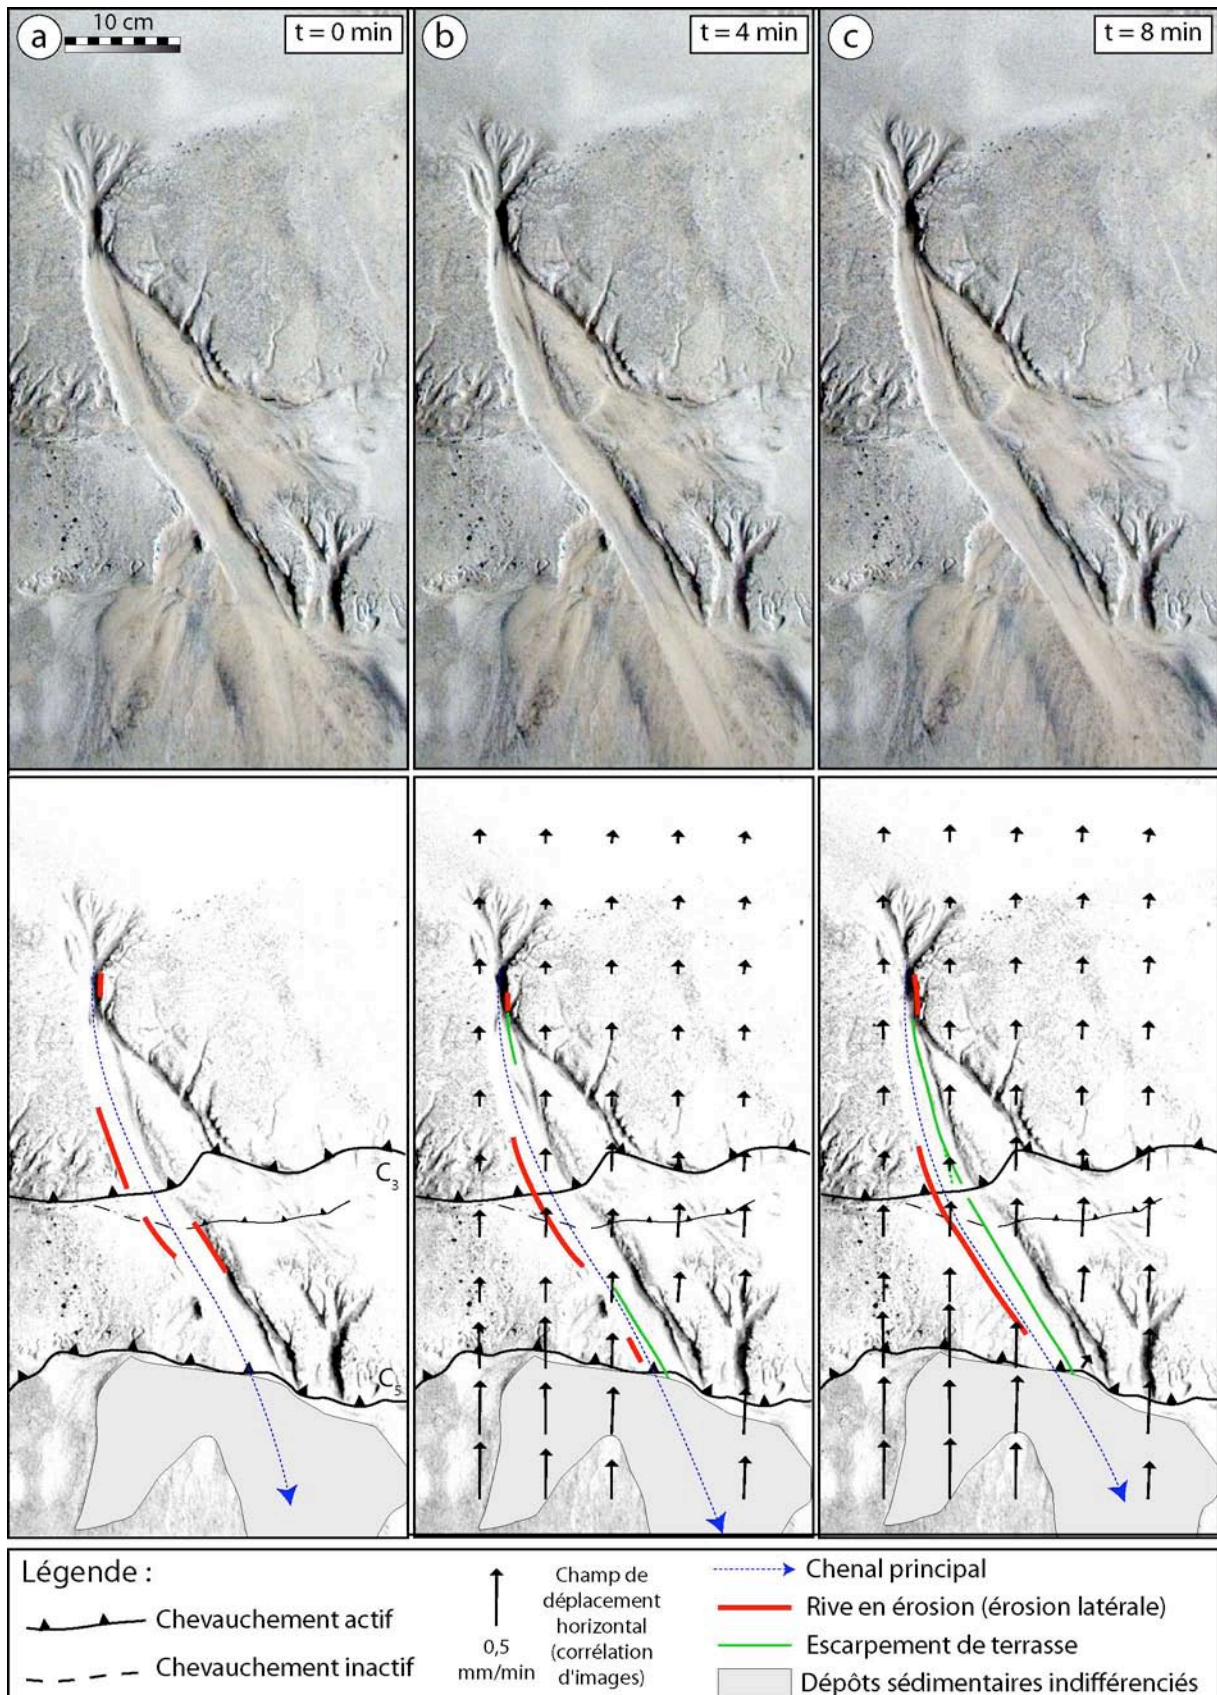 a
10 cm
t = 0 min
b
t = 4 min
c
t = 8 min
C3
C5
Légende :
Chevauchement actif
Chevauchement inactif
0,5
mm/min
Champ de
déplacement
horizontal
(corrélation
d'images)
Chenal principal
Rive en érosion (érosion latérale)
Escarpement de terrasse
Dépôts sédimentaires indifférenciés